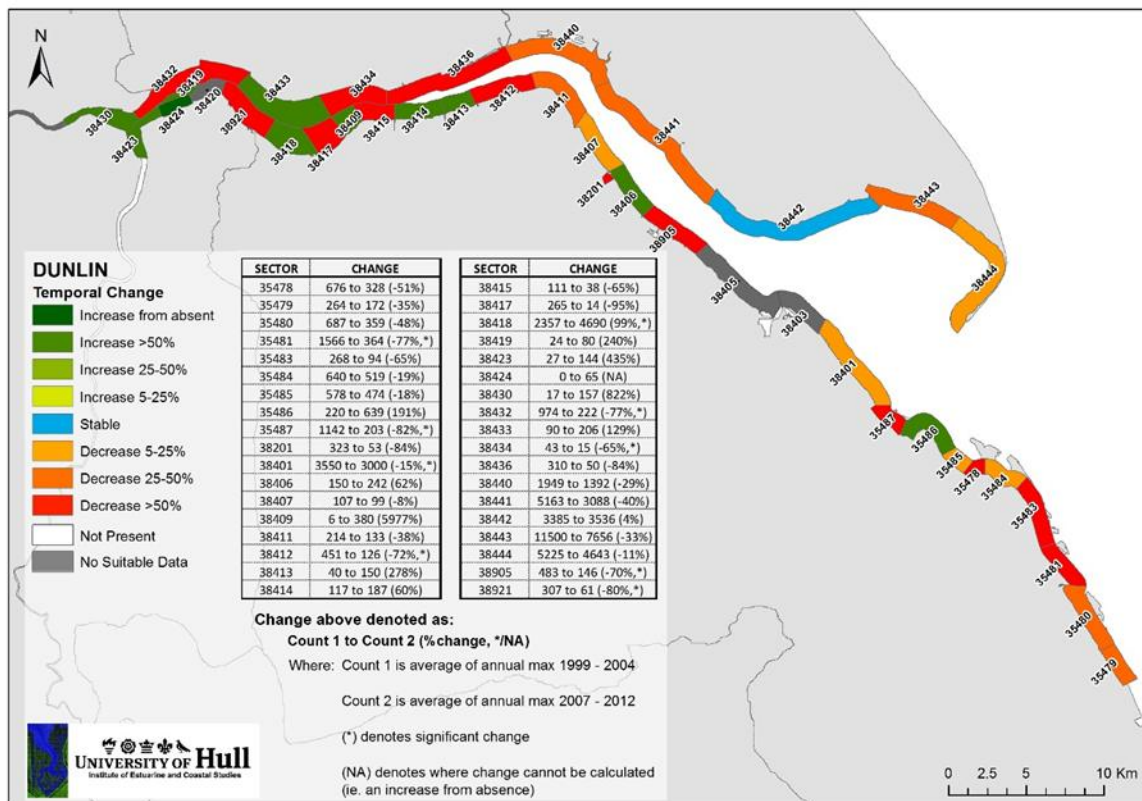 N
38432
38419
38420
38424
38430
38423
38921
38433
38418
38417
38409
38434
38415
38414
38413
38436
38412
38440
38411
38407
38201
38406
38441
38905
38442
38443
38444
38405
38403
38401
35487
35486
35485
35478
35484
35483
35481
35480
35479
DUNLIN
Temporal Change
Increase from absent
Increase >50%
Increase 25-50%
Increase 5-25%
Stable
Decrease 5-25%
Decrease 25-50%
Decrease >50%
Not Present
No Suitable Data
SECTOR CHANGE
35478 676 to 328 (-51%)
35479 264 to 172 (-35%)
35480 687 to 359 (-48%)
35481 1566 to 364 (-77%,*)
35483 268 to 94 (-65%)
35484 640 to 519 (-19%)
35485 578 to 474 (-18%)
35486 220 to 639 (191%)
35487 1142 to 203 (-82%,*)
38201 323 to 53 (-84%)
38401 3550 to 3000 (-15%,*)
38406 150 to 242 (62%)
38407 107 to 99 (-8%)
38409 6 to 380 (5977%)
38411 214 to 133 (-38%)
38412 451 to 126 (-72%,*)
38413 40 to 150 (278%)
38414 117 to 187 (60%)
SECTOR CHANGE
38415 111 to 38 (-65%)
38417 265 to 14 (-95%)
38418 2357 to 4690 (99%,*)
38419 24 to 80 (240%)
38423 27 to 144 (435%)
38424 0 to 65 (NA)
38430 17 to 157 (822%)
38432 974 to 222 (-77%,*)
38433 90 to 206 (129%)
38434 43 to 15 (-65%,*)
38436 310 to 50 (-84%)
38440 1949 to 1392 (-29%)
38441 5163 to 3088 (-40%)
38442 3385 to 3536 (4%)
38443 11500 to 7656 (-33%)
38444 5225 to 4643 (-11%)
38905 483 to 146 (-70%,*)
38921 307 to 61 (-80%,*)
Change above denoted as:
Count 1 to Count 2 (%change, */NA)
Where: Count 1 is average of annual max 1999 - 2004
Count 2 is average of annual max 2007 - 2012
(*) denotes significant change
(NA) denotes where change cannot be calculated
(ie. an increase from absence)
UNIVERSITY OF Hull
Institute of Estuarine and Coastal Studies
0 2.5 5 10 Km